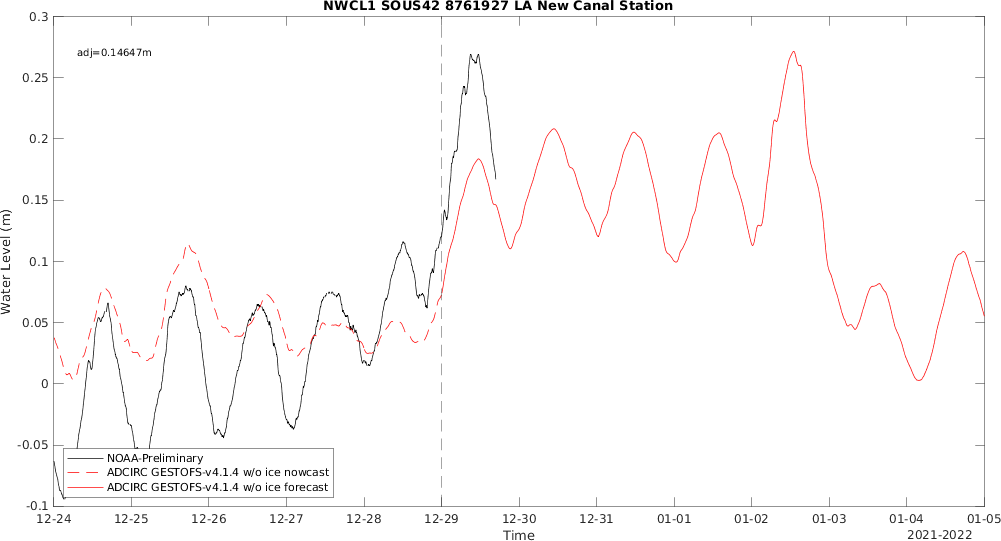 NWCL1 SOUS42 8761927 LA New Canal Station
adj=0.14647m
0.3
0.25
0.2
0.15
0.1
0.05
0
-0.05
-0.1
Water Level (m)
NOAA-Preliminary
ADCIRC GESTOFS-v4.1.4 w/o ice nowcast
ADCIRC GESTOFS-v4.1.4 w/o ice forecast
12-24 12-25 12-26 12-27 12-28 12-29 12-30 12-31 01-01 01-02 01-03 01-04 01-05
Time
2021-2022